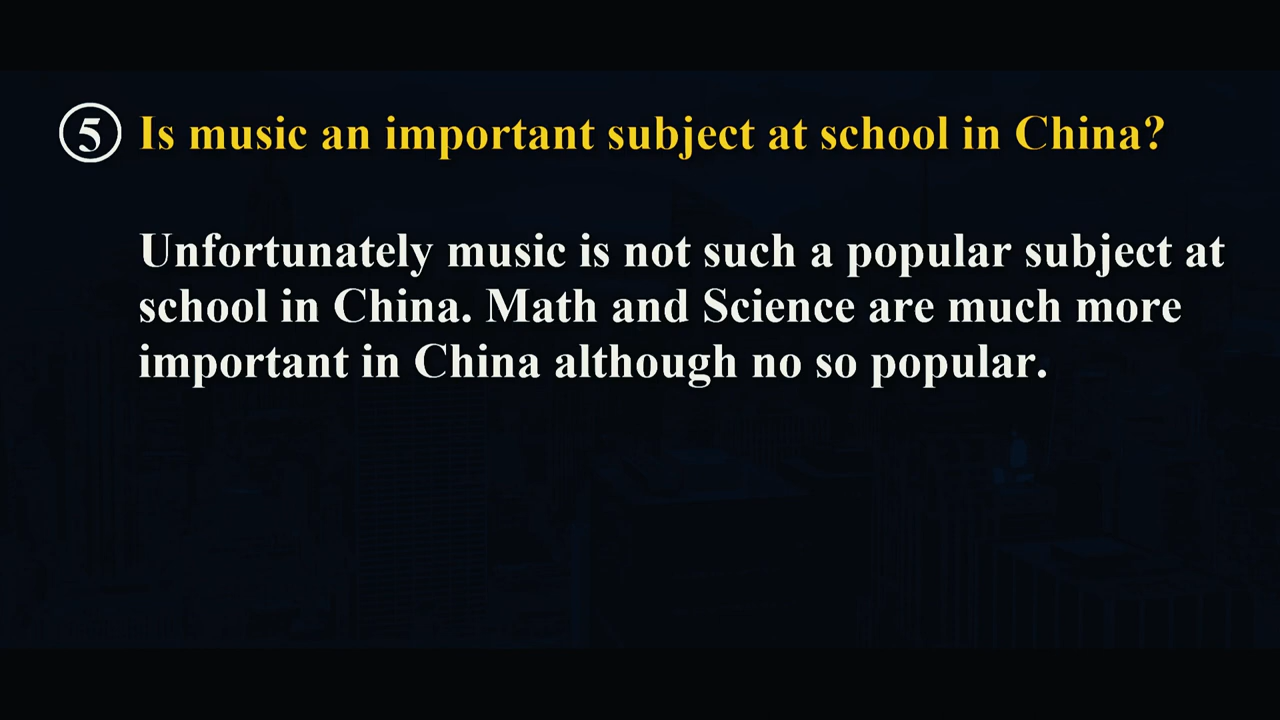 ⑤ Is music an important subject at school in China?
Unfortunately music is not such a popular subject at
school in China. Math and Science are much more
important in China although no so popular.